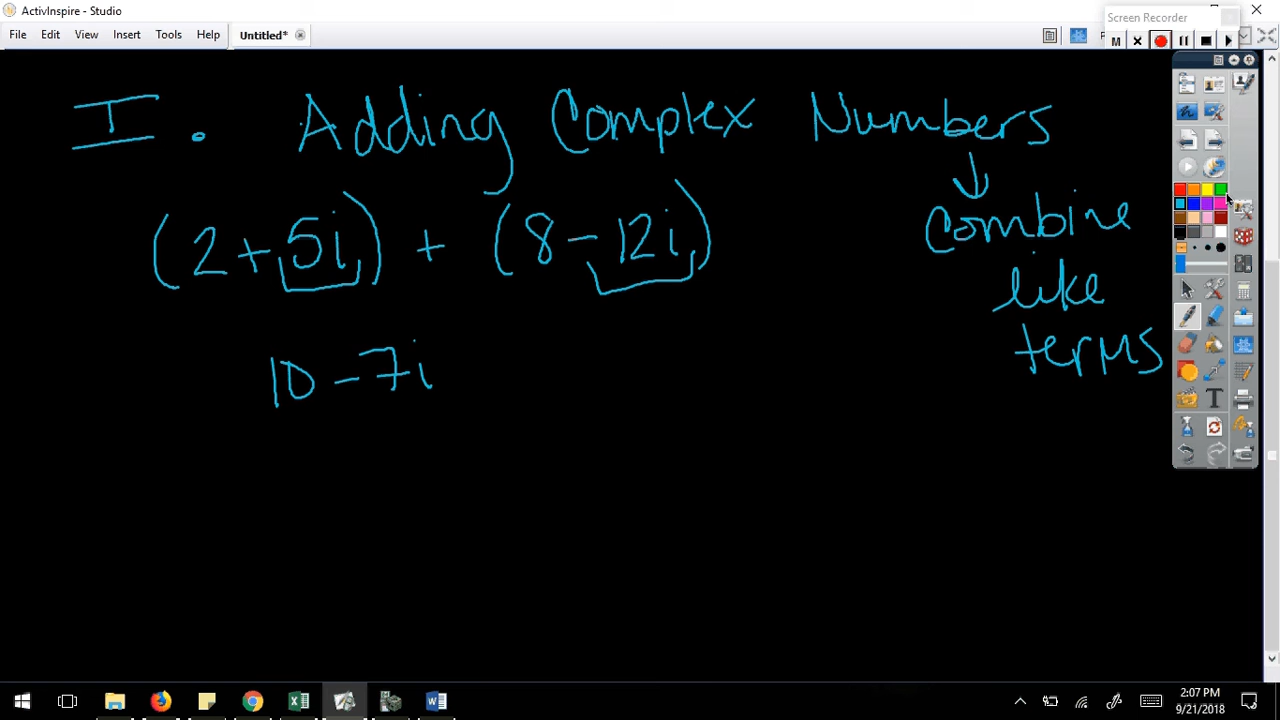 ActivInspire - Studio
Screen Recorder
File Edit View Insert Tools Help Untitled*
M
I. Adding Complex Numbers
(2+5i) + (8-12i)
Combine
like
terms
10 - 7i
2:07 PM
9/21/2018